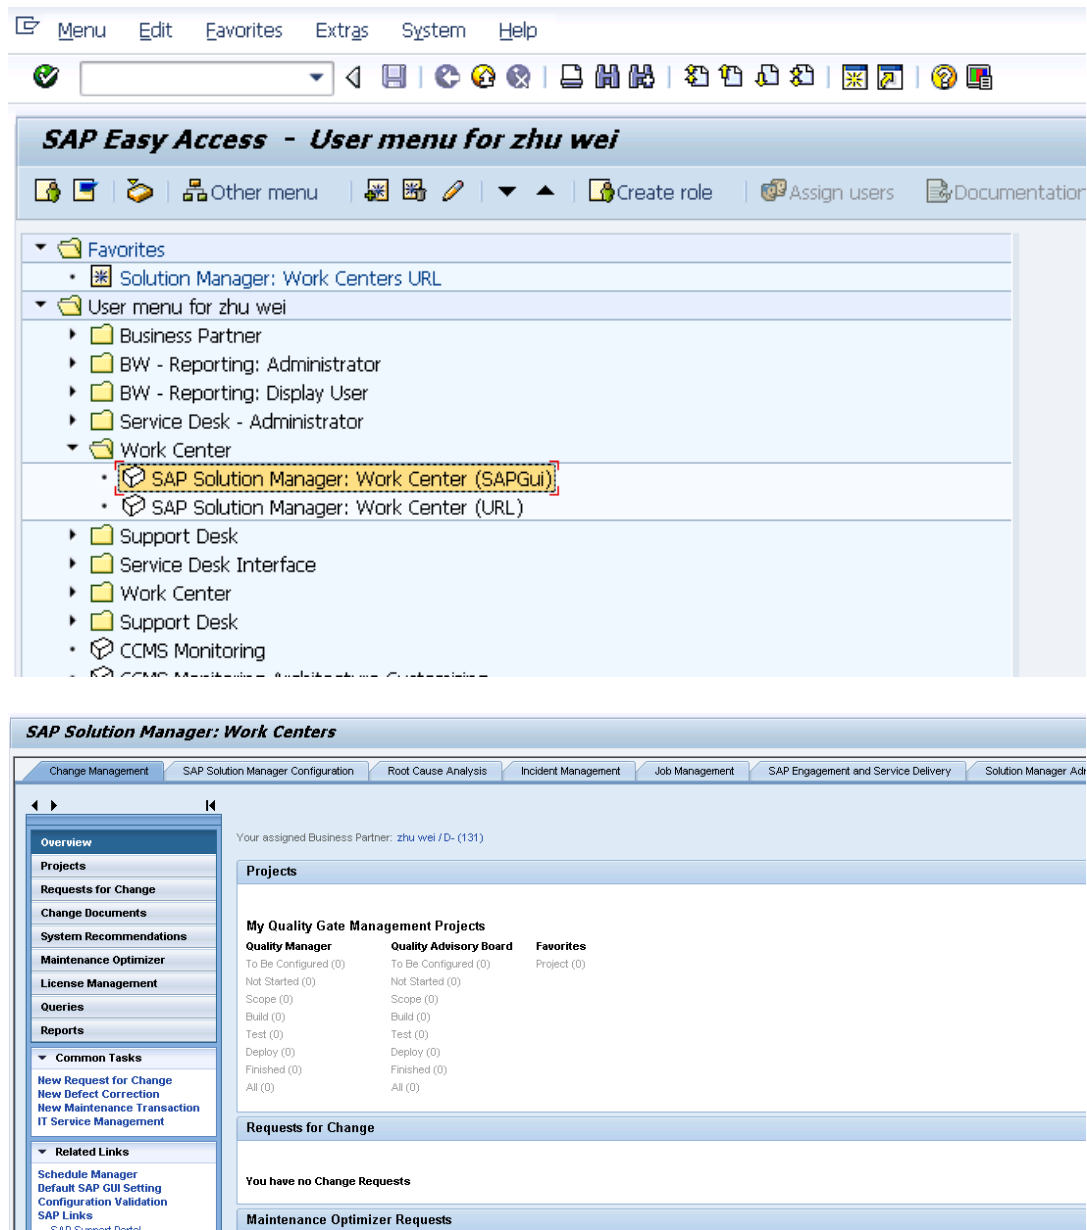 Menu Edit Favorites Extras System Help
SAP Easy Access - User menu for zhu wei
Other menu Create role Assign users Documentation
Favorites
Solution Manager: Work Centers URL
User menu for zhu wei
Business Partner
BW - Reporting: Administrator
BW - Reporting: Display User
Service Desk - Administrator
Work Center
SAP Solution Manager: Work Center (SAPGui)
SAP Solution Manager: Work Center (URL)
Support Desk
Service Desk Interface
Work Center
Support Desk
CCMS Monitoring
CCMS Monitoring Architecture Customizing
SAP Solution Manager: Work Centers
Change Management SAP Solution Manager Configuration Root Cause Analysis Incident Management Job Management SAP Engagement and Service Delivery Solution Manager Adr
Your assigned Business Partner: zhu wei / D- (131)
Overview
Projects
Requests for Change
Change Documents
System Recommendations
Maintenance Optimizer
License Management
Queries
Reports
Common Tasks
New Request for Change
New Defect Correction
New Maintenance Transaction
IT Service Management
Related Links
Schedule Manager
Default SAP GUI Setting
Configuration Validation
SAP Links
SAP Support Portal
Projects
My Quality Gate Management Projects
Quality Manager Quality Advisory Board Favorites
To Be Configured (0) To Be Configured (0) Project (0)
Not Started (0) Not Started (0)
Scope (0) Scope (0)
Build (0) Build (0)
Test (0) Test (0)
Deploy (0) Deploy (0)
Finished (0) Finished (0)
All (0) All (0)
Requests for Change
You have no Change Requests
Maintenance Optimizer Requests